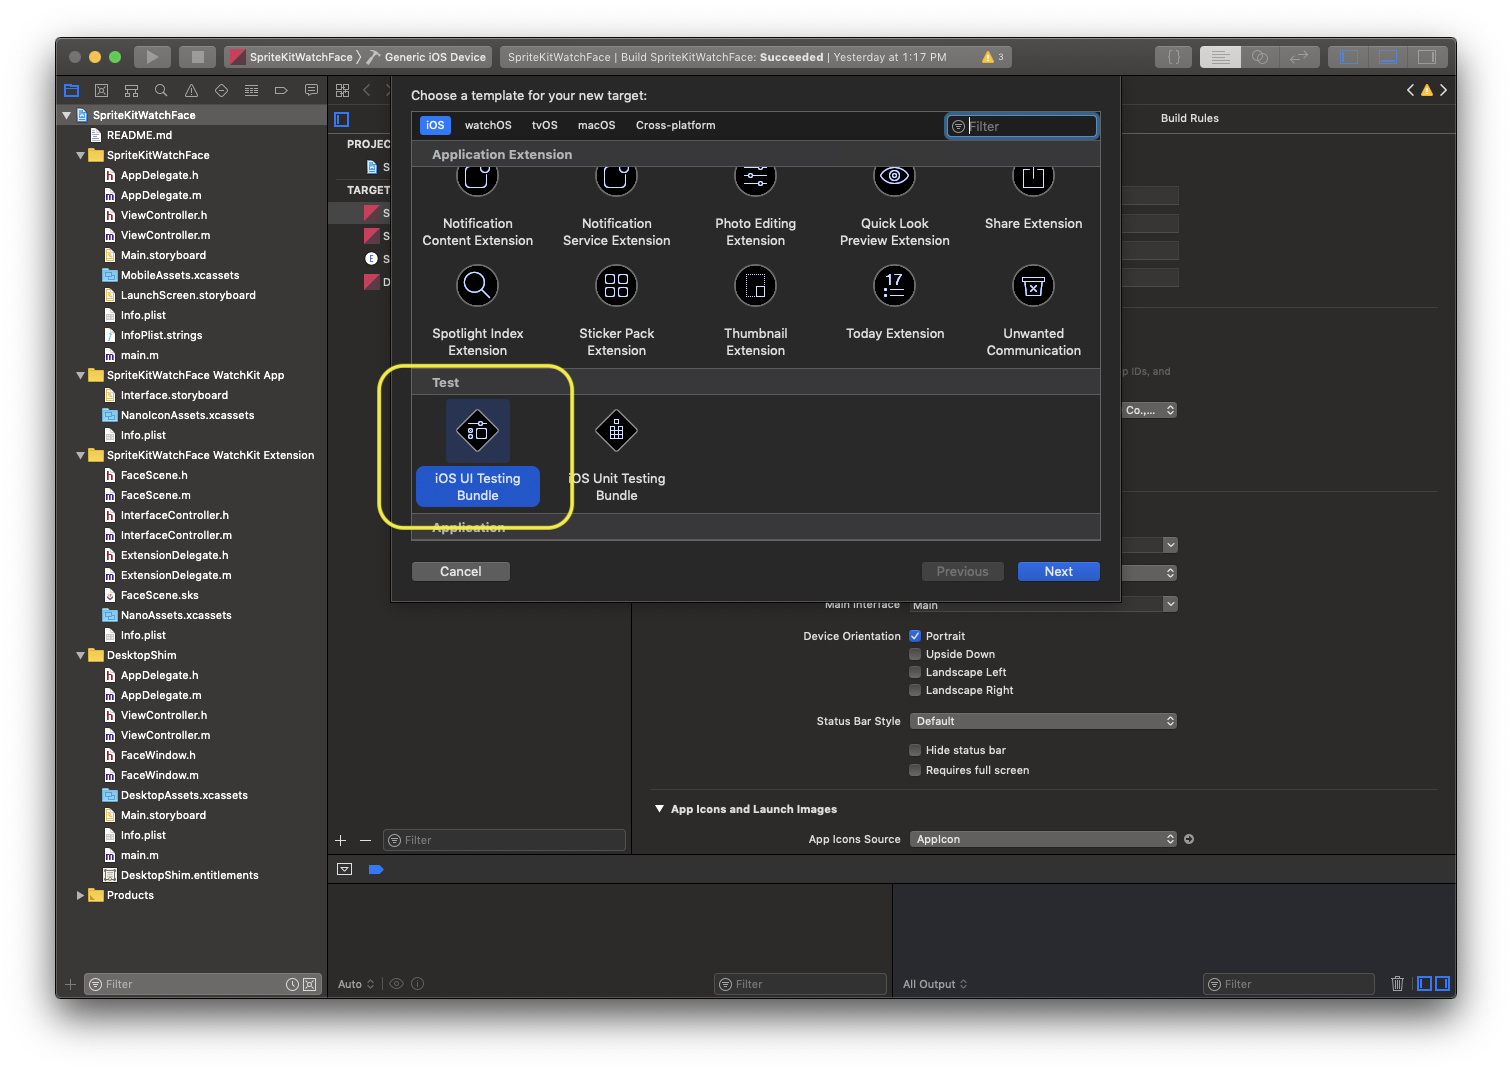 SpriteKitWatchFace
Generic iOS Device
SpriteKitWatchFace | Build SpriteKitWatchFace: Succeeded | Yesterday at 1:17 PM
3
SpriteKitWatchFace
README.md
SpriteKitWatchFace
AppDelegate.h
AppDelegate.m
ViewController.h
ViewController.m
Main.storyboard
MobileAssets.xcassets
LaunchScreen.storyboard
Info.plist
InfoPlist.strings
main.m
SpriteKitWatchFace WatchKit App
Interface.storyboard
NanoIconAssets.xcassets
Info.plist
SpriteKitWatchFace WatchKit Extension
FaceScene.h
FaceScene.m
InterfaceController.h
InterfaceController.m
ExtensionDelegate.h
ExtensionDelegate.m
FaceScene.sks
NanoAssets.xcassets
Info.plist
DesktopShim
AppDelegate.h
AppDelegate.m
ViewController.h
ViewController.m
FaceWindow.h
FaceWindow.m
DesktopAssets.xcassets
Main.storyboard
Info.plist
main.m
DesktopShim.entitlements
Products
Filter
PROJEC
S
TARGET
S
S
E S
D
Filter
Choose a template for your new target:
iOS watchOS tvOS macOS Cross-platform
Filter
Application Extension
Notification
Content Extension
Notification
Service Extension
Photo Editing
Extension
Quick Look
Preview Extension
Share Extension
Spotlight Index
Extension
Sticker Pack
Extension
Thumbnail
Extension
17
Today Extension
Unwanted
Communication
Test
iOS UI Testing
Bundle
iOS Unit Testing
Bundle
Application
Cancel
Previous
Next
Build Rules
p IDs, and
Co.,...
Main Interface Main
Device Orientation Portrait
Upside Down
Landscape Left
Landscape Right
Status Bar Style Default
Hide status bar
Requires full screen
App Icons and Launch Images
App Icons Source AppIcon
Auto
Filter
All Output
Filter